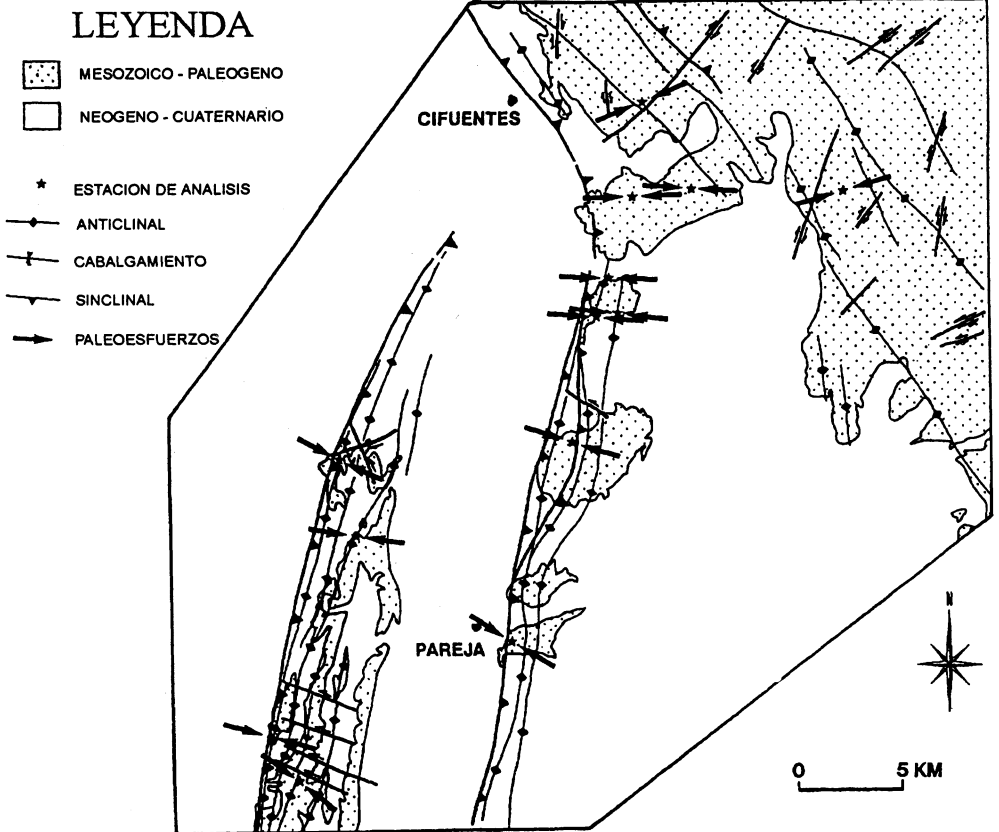 LEYENDA
MESOZOICO - PALEOGENO
NEOGENO - CUATERNARIO
ESTACION DE ANALISIS
ANTICLINAL
CABALGAMIENTO
SINCLINAL
PALEOESFUERZOS
CIFUENTES
PAREJA
N
0 5 KM